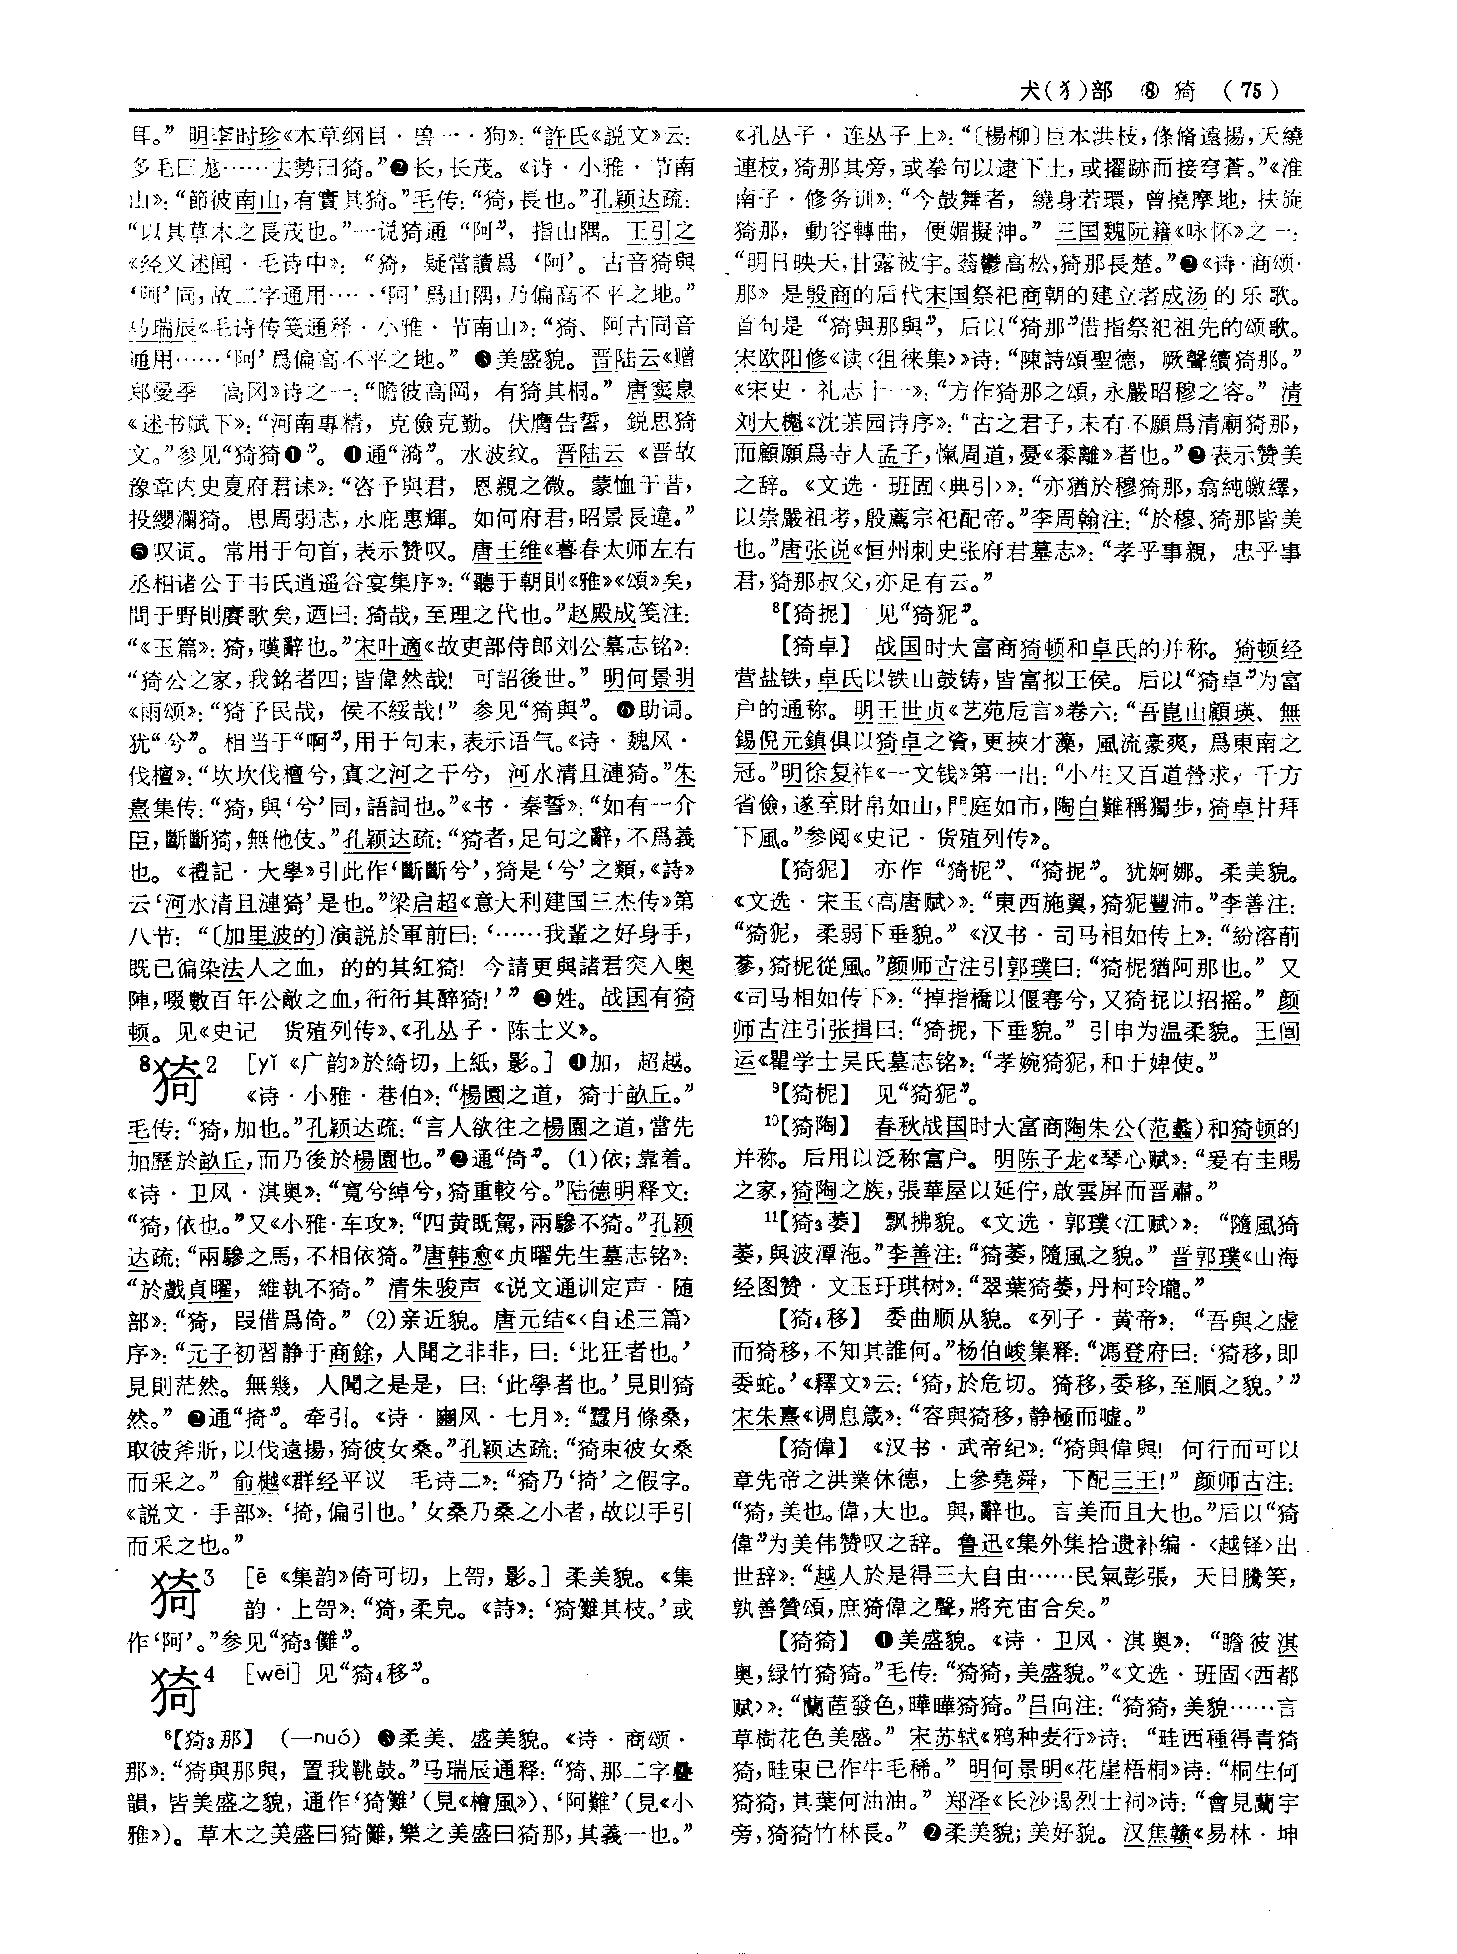 犬(犭)部　⑧　猗　(75)
耳。”明李时珍《本草纲目·兽一·狗》：“許氏《説文》云：
多毛曰尨……去勢曰猗。”❷长，长茂。《诗·小雅·节南
山》：“節彼南山，有實其猗。”毛传：“猗，長也。”孔颖达疏：
“以其草木之長茂也。”一说猗通“阿”，指山隅。王引之
《经义述闻·毛诗中》：“猗，疑當讀爲‘阿’。古音猗與
‘阿’同，故二字通用……‘阿’爲山隅，乃偏高不平之地。”
马瑞辰《毛诗传笺通释·小雅·节南山》：“猗、阿古同音
通用……‘阿’爲偏高不平之地。”❸美盛貌。晋陆云《赠
郑曼季　高冈》诗之一：“瞻彼高岡，有猗其桐。”唐窦臮
《述书赋下》：“河南專精，克儉克勤。伏膺告誓，鋭思猗
文。”参见“猗猗❶”。❹通“漪”。水波纹。晋陆云《晋故
豫章内史夏府君诔》：“咨予與君，恩親之微。蒙恤于昔，
投纓瀾猗。思周弱志，永庇惠輝。如何府君，昭景長違。”
❺叹词。常用于句首，表示赞叹。唐王维《暮春太师左右
丞相诸公于韦氏逍遥谷宴集序》：“聽于朝則《雅》《頌》矣，
問于野則賡歌矣，迺曰：猗哉，至理之代也。”赵殿成笺注：
“《玉篇》：猗，嘆辭也。”宋叶適《故吏部侍郎刘公墓志铭》：
“猗公之家，我銘者四；皆偉然哉！可詔後世。”明何景明
《雨颂》：“猗予民哉，侯不綏哉！”参见“猗與”。❻助词。
犹“兮”。相当于“啊”，用于句末，表示语气。《诗·魏风·
伐檀》：“坎坎伐檀兮，寘之河之干兮，河水清且漣猗。”朱
熹集传：“猗，與‘兮’同，語詞也。”《书·秦誓》：“如有一介
臣，斷斷猗，無他伎。”孔颖达疏：“猗者，足句之辭，不爲義
也。《禮記·大學》引此作‘斷斷兮’，猗是‘兮’之類，《詩》
云‘河水清且漣猗’是也。”梁启超《意大利建国三杰传》第
八节：“〔加里波的〕演説於軍前曰：‘……我輩之好身手，
既已徧染法人之血，的的其紅猗！今請更與諸君突入奥
陣，啜數百年公敵之血，衎衎其醉猗！’”❼姓。战国有猗
顿。见《史记　货殖列传》、《孔丛子·陈士义》。
8猗2　[yǐ《广韵》於綺切，上紙，影。]❶加，超越。
《诗·小雅·巷伯》：“楊園之道，猗于畝丘。”
毛传：“猗，加也。”孔颖达疏：“言人欲往之楊園之道，當先
加歷於畝丘，而乃後於楊園也。”❷通“倚”。(1)依；靠着。
《诗·卫风·淇奥》：“寬兮綽兮，猗重較兮。”陆德明释文：
“猗，依也。”又《小雅·车攻》：“四黄既駕，兩驂不猗。”孔颖
达疏：“兩驂之馬，不相依猗。”唐韩愈《贞曜先生墓志铭》：
“於戲貞曜，維執不猗。”清朱骏声《说文通训定声·随
部》：“猗，叚借爲倚。”(2)亲近貌。唐元结《〈自述三篇〉
序》：“元子初習静于商餘，人聞之非非，曰：‘此狂者也。’
見則茫然。無幾，人聞之是是，曰：‘此學者也。’見則猗
然。”❸通“掎”。牵引。《诗·豳风·七月》：“蠶月條桑，
取彼斧斨，以伐遠揚，猗彼女桑。”孔颖达疏：“猗束彼女桑
而采之。”俞樾《群经平议　毛诗二》：“猗乃‘掎’之假字。
《説文·手部》：‘掎，偏引也。’女桑乃桑之小者，故以手引
而采之也。”
猗3　[ē《集韵》倚可切，上哿，影。]柔美貌。《集
韵·上哿》：“猗，柔皃。《詩》：‘猗儺其枝。’或
作‘阿’。”参见“猗3儺”。
猗4　[wēi]见“猗4移”。
6【猗3那】（—nuó）❶柔美、盛美貌。《诗·商颂·
那》：“猗與那與，置我鞉鼓。”马瑞辰通释：“猗、那二字疊
韻，皆美盛之貌，通作‘猗儺’（見《檜風》）、‘阿難’（見《小
雅》）。草木之美盛曰猗儺，樂之美盛曰猗那，其義一也。”
《孔丛子·连丛子上》：“〔楊柳〕巨本洪枝，條脩遠揚，夭繞
連枝，猗那其旁，或拳句以逮下土，或擢跡而接穹蒼。”《淮
南子·修务训》：“今鼓舞者，繞身若環，曾撓摩地，扶旋
猗那，動容轉曲，便媚擬神。”三国魏阮籍《咏怀》之一：
“明日映天，甘露被宇。蓊鬱高松，猗那長楚。”❷《诗·商颂·
那》是殷商的后代宋国祭祀商朝的建立者成汤的乐歌。
首句是“猗與那與”，后以“猗那”借指祭祀祖先的颂歌。
宋欧阳修《读〈徂徕集〉》诗：“陳詩頌聖德，厥聲續猗那。”
《宋史·礼志十一》：“方作猗那之頌，永嚴昭穆之容。”清
刘大櫆《沈荃园诗序》：“古之君子，未有不願爲清廟猗那，
而顧願爲寺人孟子，慨周道，憂《黍離》者也。”❸表示赞美
之辞。《文选·班固〈典引〉》：“亦猶於穆猗那，翕純皦繹，
以崇嚴祖考，殷薦宗祀配帝。”李周翰注：“於穆、猗那皆美
也。”唐张说《恒州刺史张府君墓志》：“孝乎事親，忠乎事
君，猗那叔父，亦足有云。”
8【猗抳】　见“猗狔”。
【猗卓】　战国时大富商猗顿和卓氏的并称。猗顿经
营盐铁，卓氏以铁山鼓铸，皆富拟王侯。后以“猗卓”为富
户的通称。明王世贞《艺苑卮言》卷六：“吾崑山顧瑛、無
錫倪元鎮俱以猗卓之資，更挾才藻，風流豪爽，爲東南之
冠。”明徐复祚《一文钱》第一出：“小生又百道營求，千方
省儉，遂至財帛如山，門庭如市，陶白難稱獨步，猗卓甘拜
下風。”参阅《史记·货殖列传》。
【猗狔】　亦作“猗柅”、“猗抳”。犹婀娜。柔美貌。
《文选·宋玉〈高唐赋〉》：“東西施翼，猗狔豐沛。”李善注：
“猗狔，柔弱下垂貌。”《汉书·司马相如传上》：“紛溶萷
蔘，猗柅從風。”颜师古注引郭璞曰：“猗柅猶阿那也。”又
《司马相如传下》：“掉指橋以偃蹇兮，又猗抳以招摇。”颜
师古注引张揖曰：“猗抳，下垂貌。”引申为温柔貌。王闿
运《瞿学士吴氏墓志铭》：“孝婉猗狔，和于婢使。”
9【猗柅】　见“猗狔”。
10【猗陶】　春秋战国时大富商陶朱公（范蠡）和猗顿的
并称。后用以泛称富户。明陈子龙《琴心赋》：“爰有圭賜
之家，猗陶之族，張華屋以延佇，啟雲屏而晋肅。”
11【猗3萎】　飘拂貌。《文选·郭璞〈江赋〉》：“隨風猗
萎，與波潭沲。”李善注：“猗萎，隨風之貌。”晋郭璞《山海
经图赞·文玉玗琪树》：“翠葉猗萎，丹柯玲瓏。”
【猗4移】　委曲顺从貌。《列子·黄帝》：“吾與之虚
而猗移，不知其誰何。”杨伯峻集释：“馮登府曰：‘猗移，即
委蛇。’《釋文》云：‘猗，於危切。猗移，委移，至順之貌。’”
宋朱熹《调息箴》：“容與猗移，静極而嘘。”
【猗偉】　《汉书·武帝纪》：“猗與偉與！何行而可以
章先帝之洪業休德，上參堯舜，下配三王！”颜师古注：
“猗，美也。偉，大也。與，辭也。言美而且大也。”后以“猗
偉”为美伟赞叹之辞。鲁迅《集外集拾遗补编·〈越铎〉出
世辞》：“越人於是得三大自由……民氣彭張，天日騰笑，
孰善贊頌，庶猗偉之聲，將充宙合矣。”
【猗猗】　❶美盛貌。《诗·卫风·淇奥》：“瞻彼淇
奥，緑竹猗猗。”毛传：“猗猗，美盛貌。”《文选·班固〈西都
赋〉》：“蘭茝發色，曄曄猗猗。”吕向注：“猗猗，美貌……言
草樹花色美盛。”宋苏轼《鸦种麦行》诗：“畦西種得青猗
猗，畦東已作牛毛稀。”明何景明《花崖梧桐》诗：“桐生何
猗猗，其葉何油油。”郑泽《长沙谒烈士祠》诗：“會見蘭宇
旁，猗猗竹林長。”❷柔美貌；美好貌。汉焦赣《易林·坤